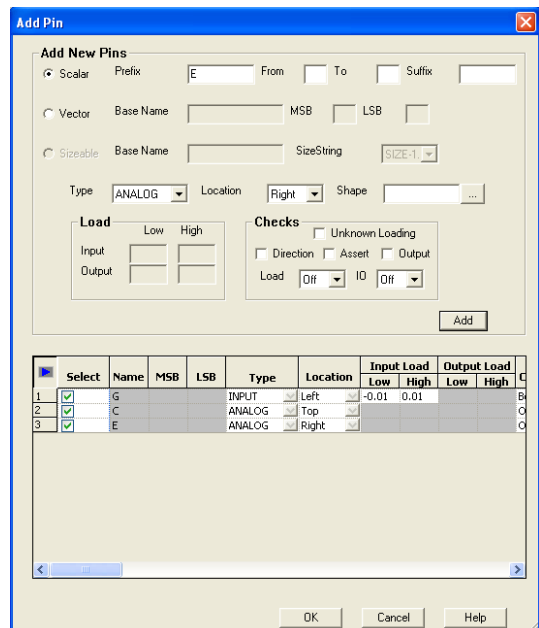 Add Pin
Add New Pins
Scalar Prefix E From To Suffix
Vector Base Name MSB LSB
Sizeable Base Name SizeString SIZE-1..
Type ANALOG Location Right Shape ...
Load Checks
Low High Unknown Loading
Input Direction Assert Output
Output Load Off IO Off
Add
Input Load Output Load
Select Name MSB LSB Type Location Low High Low High
1 G INPUT Left -0.01 0.01
2 C ANALOG Top
3 E ANALOG Right
OK Cancel Help